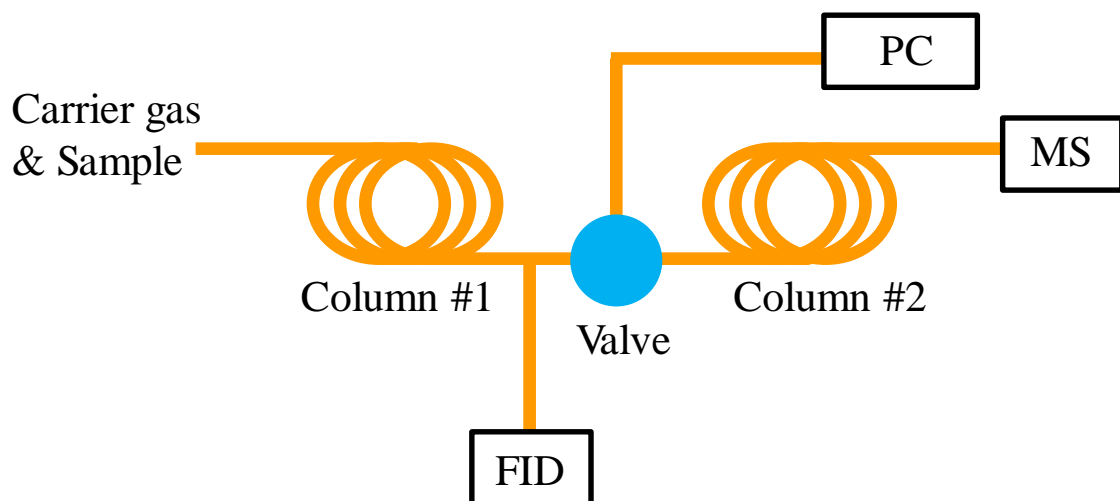 PC
Carrier gas
& Sample
MS
Column #1
Column #2
Valve
FID